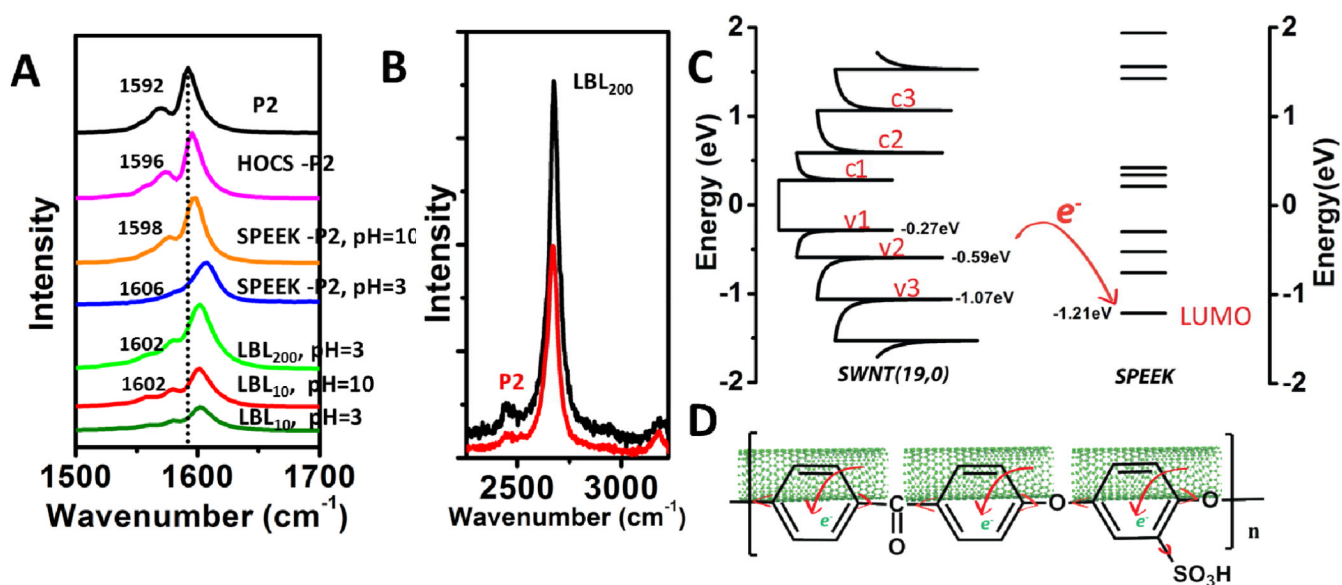 A
Intensity
1592
P2
1596
HOCS -P2
1598
SPEEK -P2, pH=10
1606
SPEEK -P2, pH=3
1602
LBL200, pH=3
1602
LBL10, pH=10
LBL10, pH=3
1500 1600 1700
Wavenumber (cm-1)
B
Intensity
LBL200
P2
2500 3000
Wavenumber (cm-1)
C
Energy (eV)
2
1
0
-1
-2
c3
c2
c1
v1
-0.27eV
v2
-0.59eV
v3
-1.07eV
SWNT(19,0)
e-
-1.21eV
LUMO
SPEEK
2
1
0
-1
-2
Energy(eV)
D
n
C
O
O
O
e-
e-
e-
SO3H